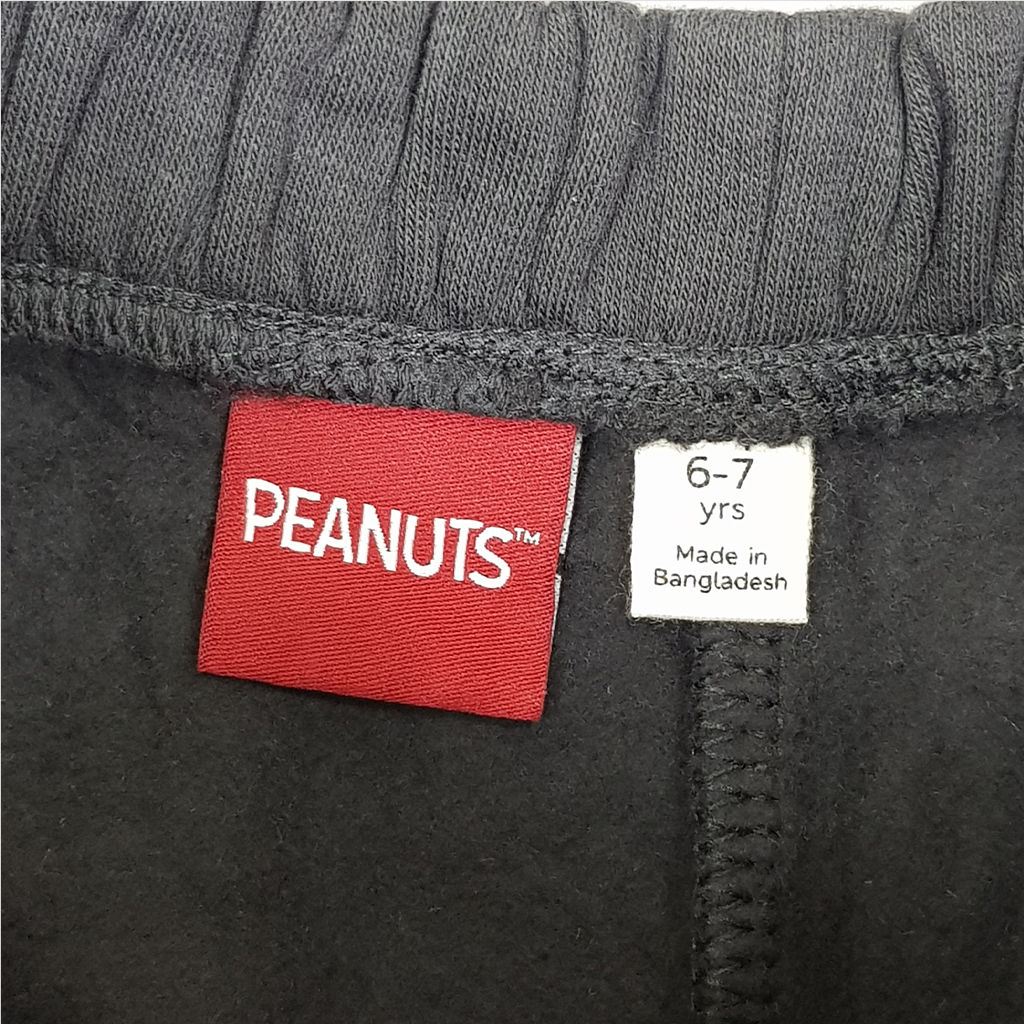 PEANUTS™
6-7
yrs
Made in
Bangladesh